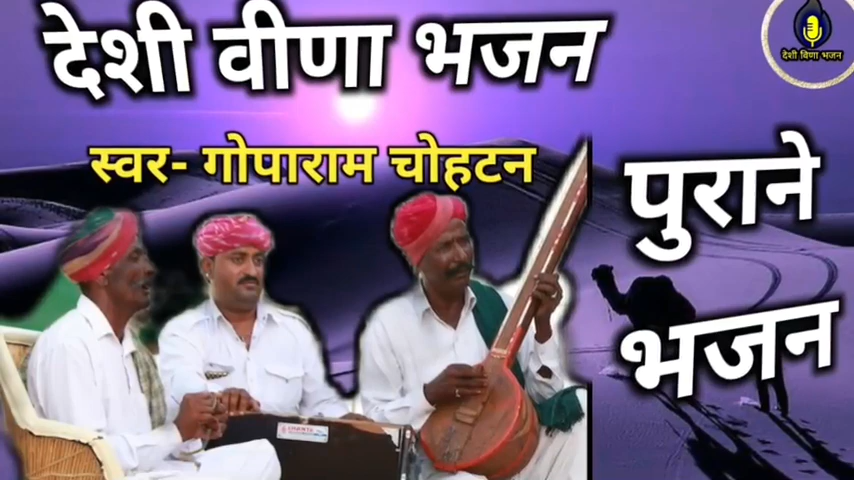 देशी वीणा भजन
देशी विणा भजन
स्वर- गोपाराम चोहटन
पुराने
भजन